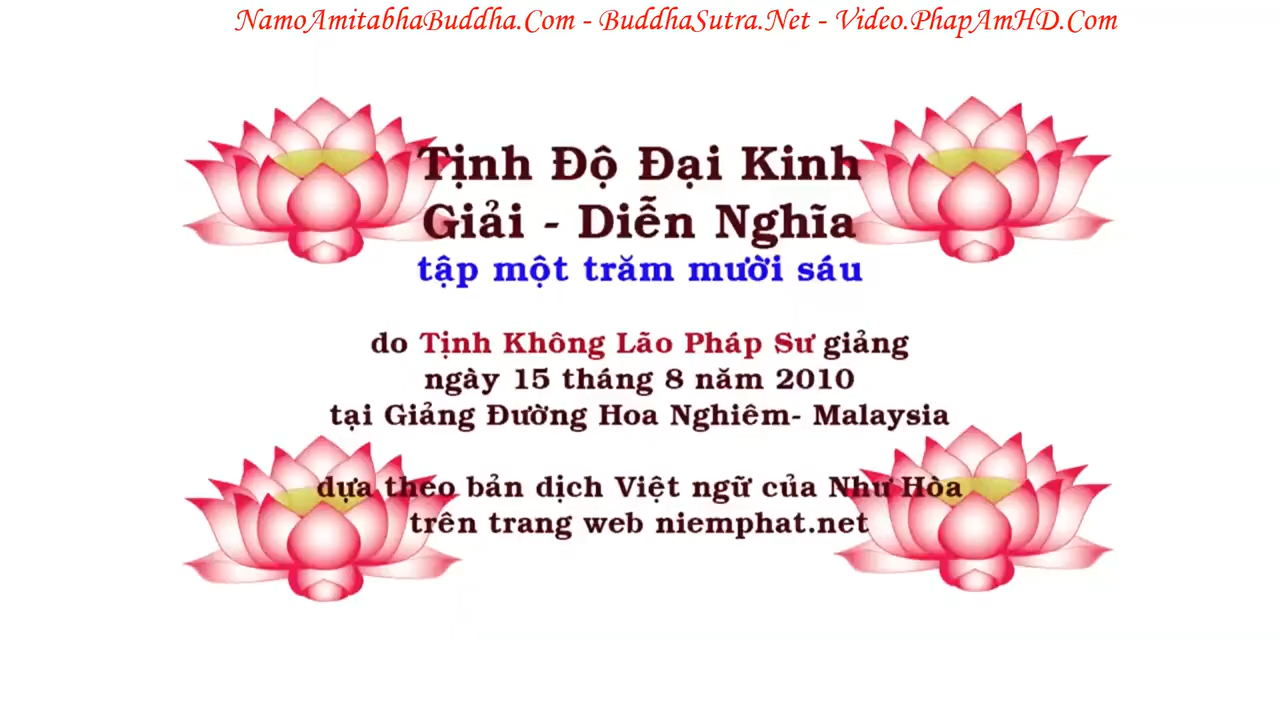 NamoAmitabhaBuddha.Com - BuddhaSutra.Net - Video.PhapAmHD.Com
Tịnh Độ Đại Kinh
Giải - Diễn Nghĩa
tập một trăm mười sáu
do Tịnh Không Lão Pháp Sư giảng
ngày 15 tháng 8 năm 2010
tại Giảng Đường Hoa Nghiêm- Malaysia
dựa theo bản dịch Việt ngữ của Như Hòa
trên trang web niemphat.net